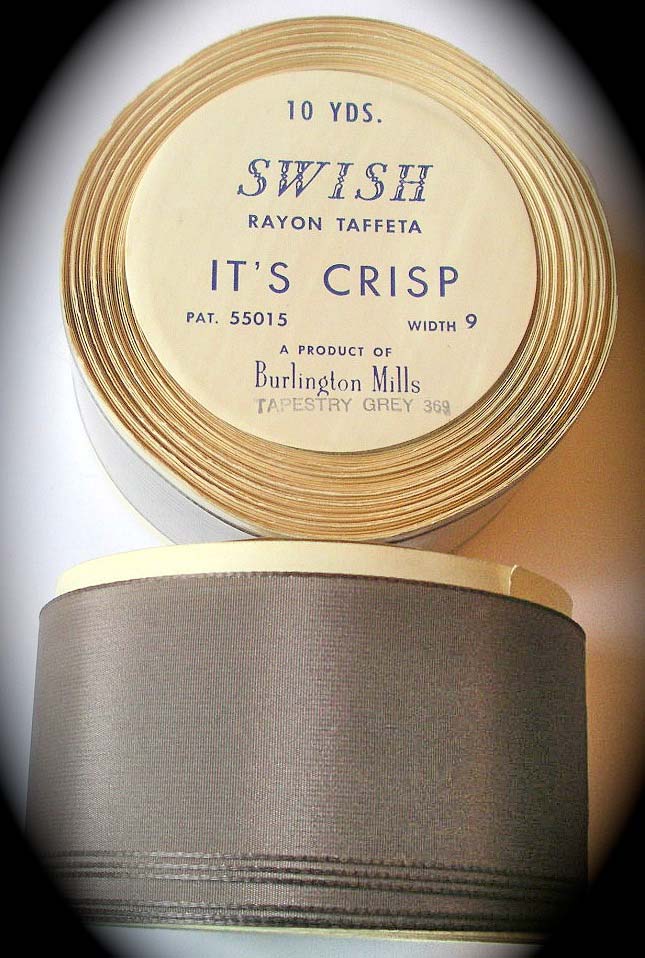 10 YDS.
SWISH
RAYON TAFFETA
IT'S CRISP
PAT. 55015 WIDTH 9
A PRODUCT OF
Burlington Mills
TAPESTRY GREY 369